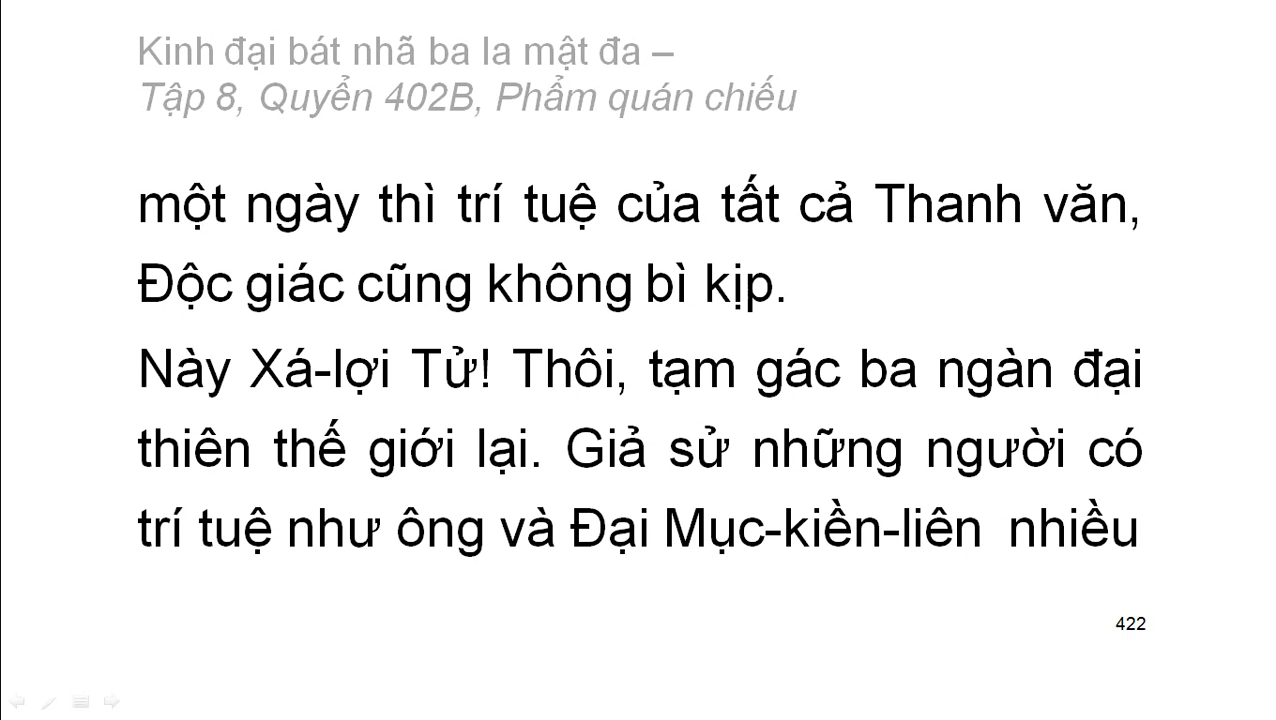 Kinh đại bát nhã ba la mật đa –
Tập 8, Quyển 402B, Phẩm quán chiếu
một ngày thì trí tuệ của tất cả Thanh văn,
Độc giác cũng không bì kịp.
Này Xá-lợi Tử! Thôi, tạm gác ba ngàn đại
thiên thế giới lại. Giả sử những người có
trí tuệ như ông và Đại Mục-kiền-liên nhiều
422